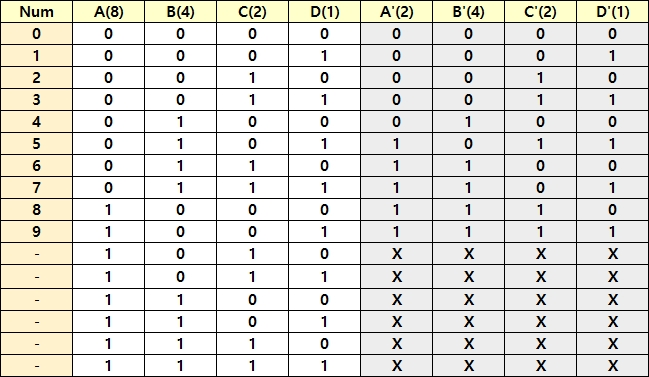 Num A(8) B(4) C(2) D(1) A'(2) B'(4) C'(2) D'(1)
0 0 0 0 0 0 0 0 0
1 0 0 0 1 0 0 0 1
2 0 0 1 0 0 0 1 0
3 0 0 1 1 0 0 1 1
4 0 1 0 0 0 1 0 0
5 0 1 0 1 1 0 1 1
6 0 1 1 0 1 1 0 0
7 0 1 1 1 1 1 0 1
8 1 0 0 0 1 1 1 0
9 1 0 0 1 1 1 1 1
- 1 0 1 0 X X X X
- 1 0 1 1 X X X X
- 1 1 0 0 X X X X
- 1 1 0 1 X X X X
- 1 1 1 0 X X X X
- 1 1 1 1 X X X X